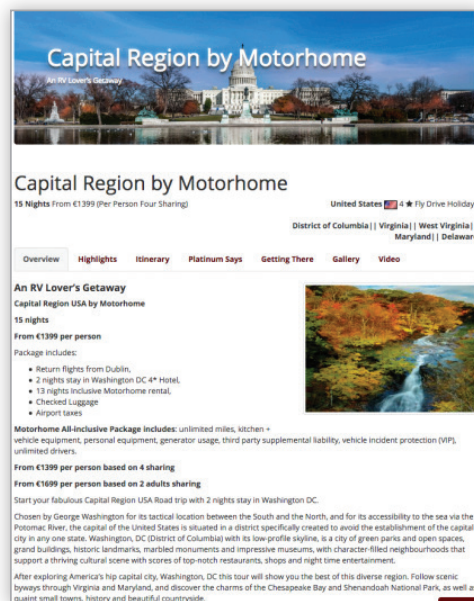 Capital Region by Motorhome
An RV Lover's Getaway
Capital Region by Motorhome
15 Nights From €1399 (Per Person Four Sharing)
United States 4 ★ Fly Drive Holiday
District of Columbia|| Virginia|| West Virginia|
Maryland|| Delawar
Overview Highlights Itinerary Platinum Says Getting There Gallery Video
An RV Lover's Getaway
Capital Region USA by Motorhome
15 nights
From €1399 per person
Package includes:
• Return flights from Dublin,
• 2 nights stay in Washington DC 4* Hotel,
• 13 nights Inclusive Motorhome rental,
• Checked Luggage
• Airport taxes
Motorhome All-inclusive Package includes: unlimited miles, kitchen +
vehicle equipment, personal equipment, generator usage, third party supplemental liability, vehicle incident protection (VIP),
unlimited drivers.
From €1399 per person based on 4 sharing
From €1699 per person based on 2 adults sharing
Start your fabulous Capital Region USA Road trip with 2 nights stay in Washington DC.
Chosen by George Washington for its tactical location between the South and the North, and for its accessibility to the sea via the
Potomac River, the capital of the United States is situated in a district specifically created to avoid the establishment of the capital
city in any one state. Washington, DC (District of Columbia) with its low-profile skyline, is a city of green parks and open spaces,
grand buildings, historic landmarks, marbled monuments and impressive museums, with character-filled neighbourhoods that
support a thriving cultural scene with scores of top-notch restaurants, shops and night time entertainment.
After exploring America's hip capital city, Washington, DC this tour will show you the best of this diverse region. Follow scenic
byways through Virginia and Maryland, and discover the charms of the Chesapeake Bay and Shenandoah National Park, as well a
quaint small towns, history and beautiful countryside.